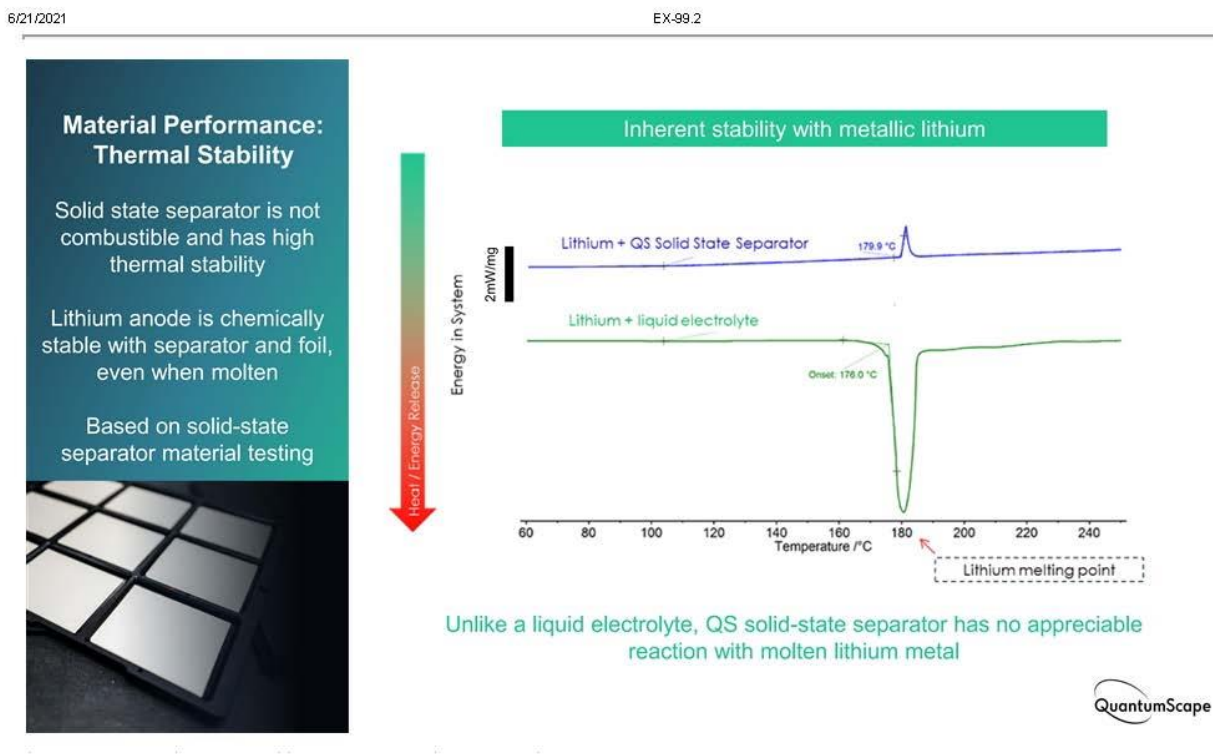 6/21/2021
EX-99.2
Material Performance:
Thermal Stability
Solid state separator is not
combustible and has high
thermal stability
Lithium anode is chemically
stable with separator and foil,
even when molten
Based on solid-state
separator material testing
Inherent stability with metallic lithium
Heat / Energy Release
Energy in System
2mW/mg
Lithium + QS Solid State Separator
179.9 °C
Lithium + liquid electrolyte
Onset: 176.0 °C
60 80 100 120 140 160 180 200 220 240
Temperature /°C
Lithium melting point
Unlike a liquid electrolyte, QS solid-state separator has no appreciable
reaction with molten lithium metal
QuantumScape